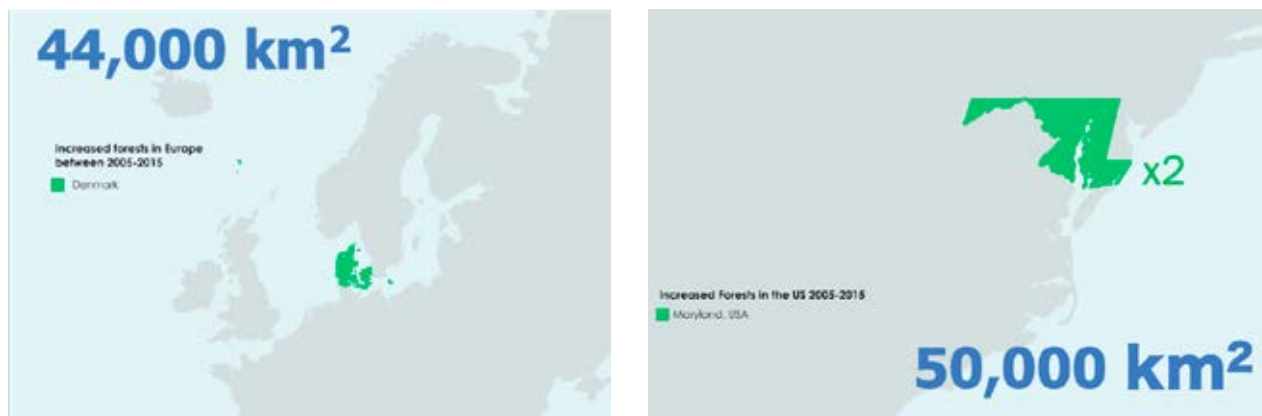 44,000 km²
Increased forests in Europe
between 2005-2015
Denmark
x2
Increased Forests in the US 2005-2015
Maryland, USA
50,000 km²